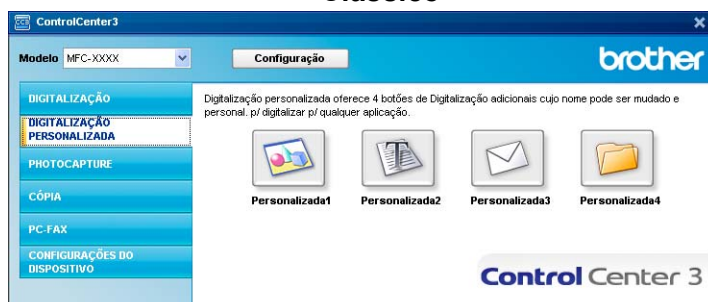 ControlCenter3
Modelo MFC-XXXX Configuração brother
DIGITALIZAÇÃO
DIGITALIZAÇÃO
PERSONALIZADA
PHOTOCAPTURE
CÓPIA
PC-FAX
CONFIGURAÇÕES DO
DISPOSITIVO
Digitalização personalizada oferece 4 botões de Digitalização adicionais cujo nome pode ser mudado e
personal. p/ digitalizar p/ qualquer aplicação.
Personalizada1 Personalizada2 Personalizada3 Personalizada4
Control Center 3